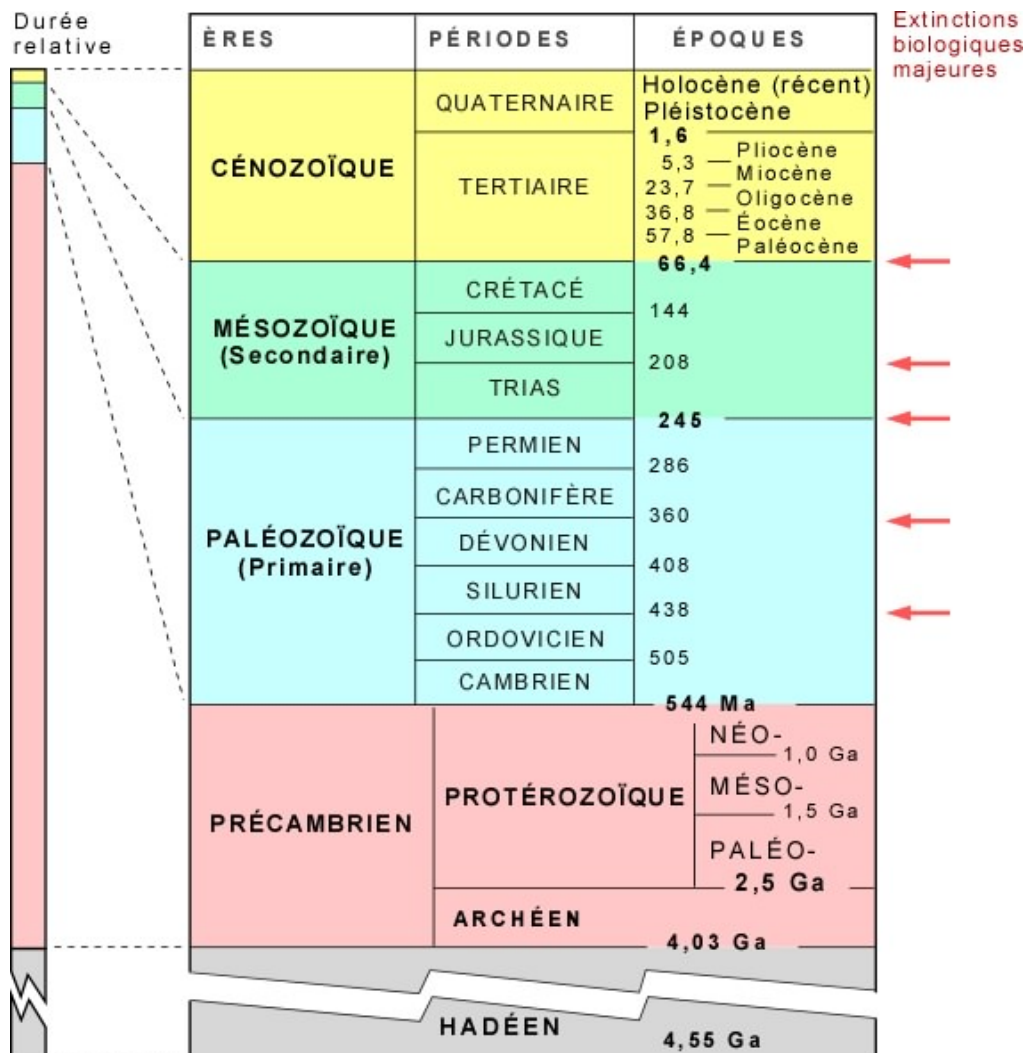 Durée
relative
ÈRES
PÉRIODES
ÉPOQUES
Extinctions
biologiques
majeures
CÉNOZOÏQUE
QUATERNAIRE
Holocène (récent)
Pléistocène
1,6
TERTIAIRE
Pliocène
5,3
Miocène
23,7
Oligocène
36,8
Éocène
57,8
Paléocène
66,4
MÉSOZOÏQUE
(Secondaire)
CRÉTACÉ
144
JURASSIQUE
208
TRIAS
245
PALÉOZOÏQUE
(Primaire)
PERMIEN
286
CARBONIFÈRE
360
DÉVONIEN
408
SILURIEN
438
ORDOVICIEN
505
CAMBRIEN
544 Ma
PRÉCAMBRIEN
PROTÉROZOÏQUE
NÉO-
1,0 Ga
MÉSO-
1,5 Ga
PALÉO-
2,5 Ga
ARCHÉEN
4,03 Ga
HADÉEN
4,55 Ga